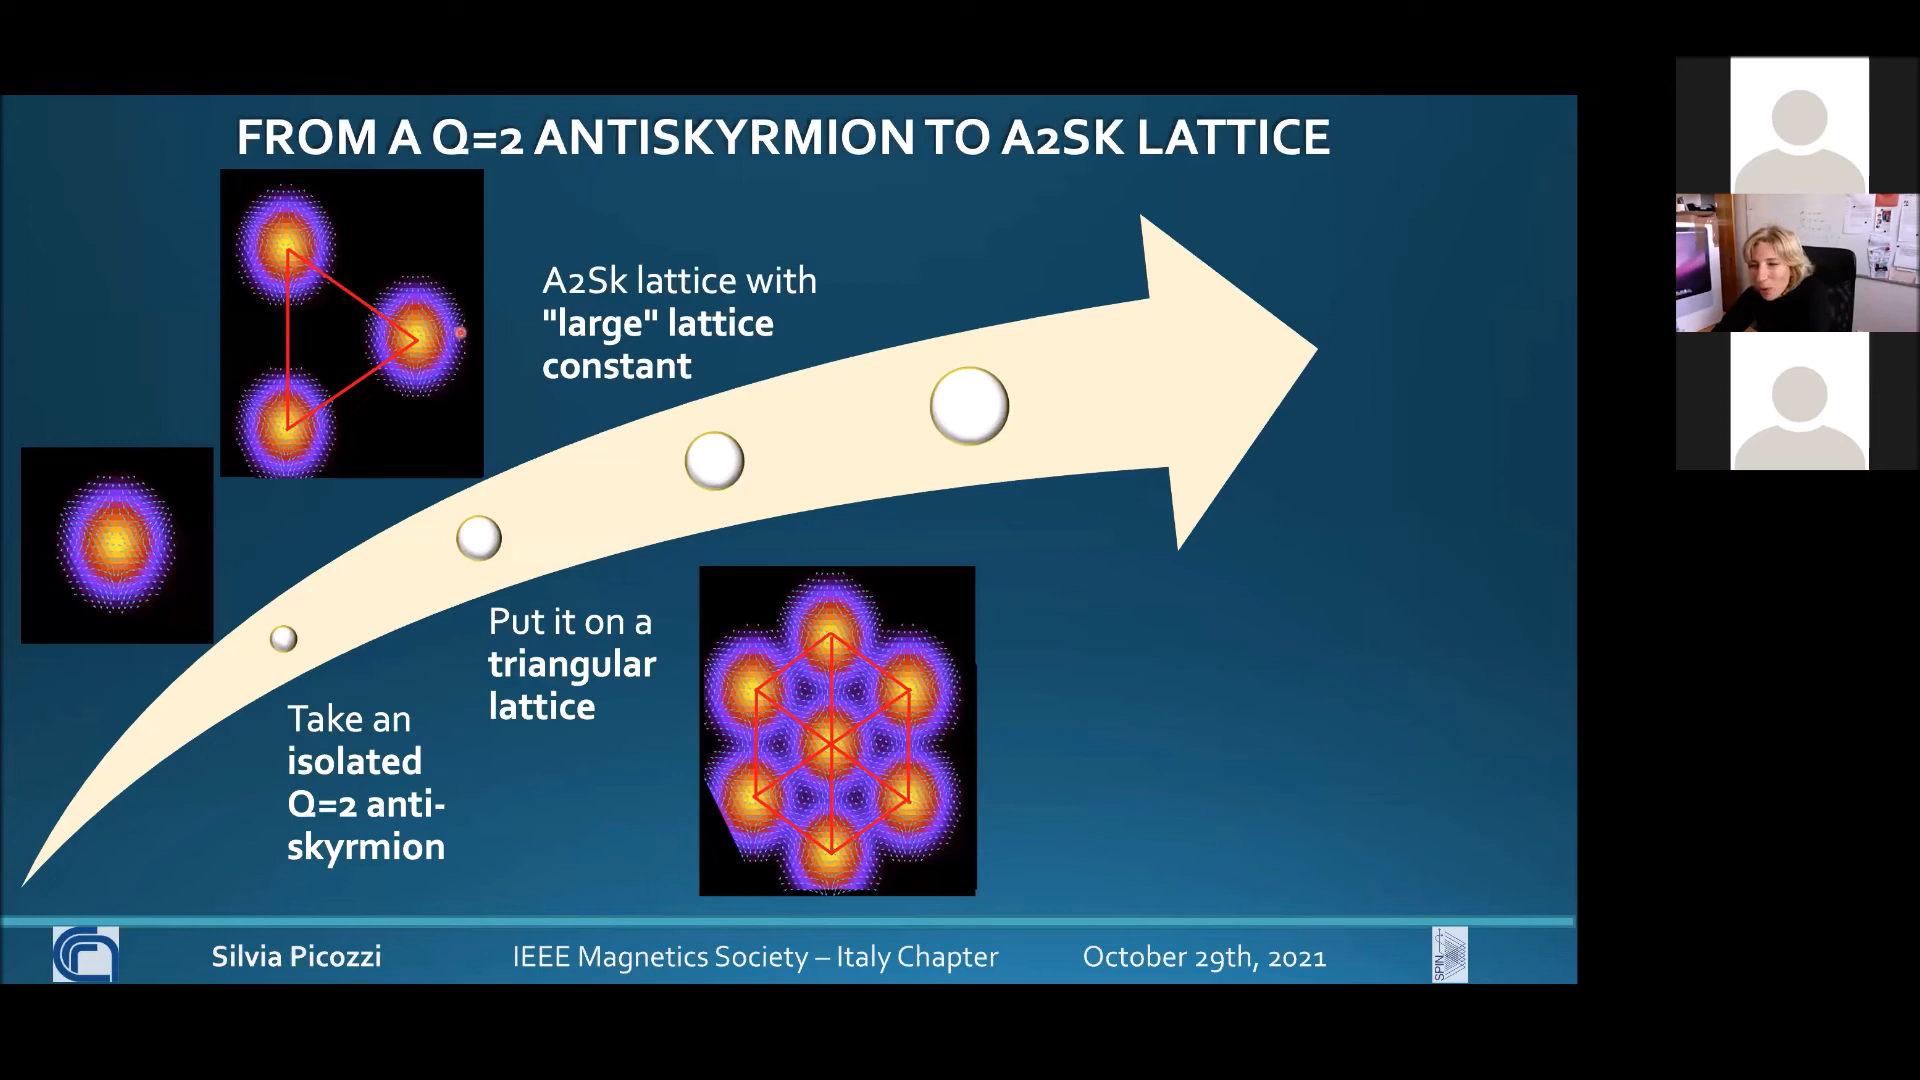 FROM A Q=2 ANTISKYRMION TO A2SK LATTICE
A2Sk lattice with
"large" lattice
constant
Put it on a
triangular
lattice
Take an
isolated
Q=2 anti-
skyrmion
Silvia Picozzi
IEEE Magnetics Society – Italy Chapter
October 29th, 2021
SPIN